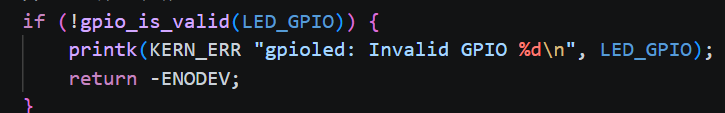 if (!gpio_is_valid(LED_GPIO)) {
    printk(KERN_ERR "gpioled: Invalid GPIO %d\n", LED_GPIO);
    return -ENODEV;
}